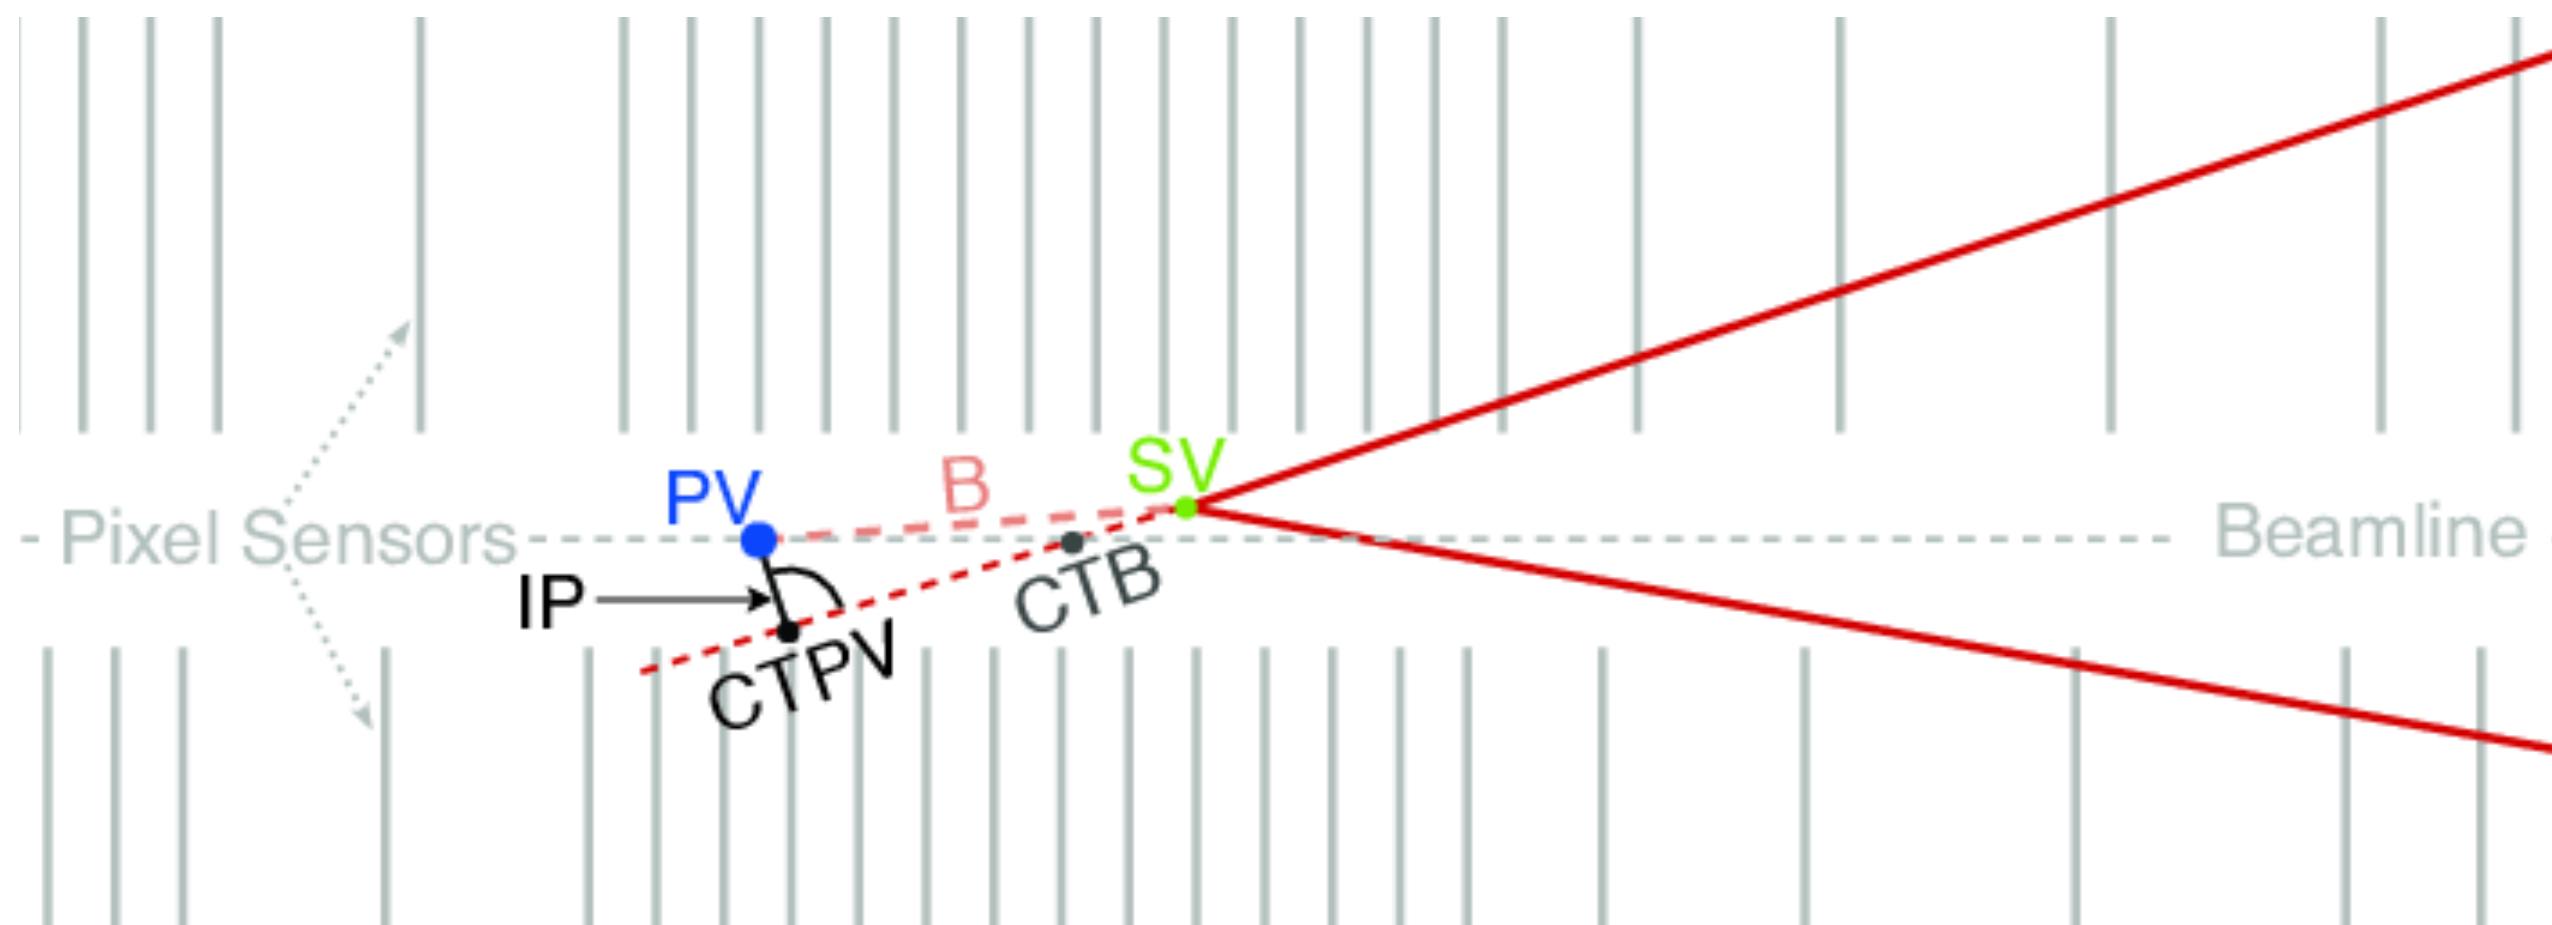 SV
B
PV
Pixel Sensors
Beamline
CTB
IP
CTPV